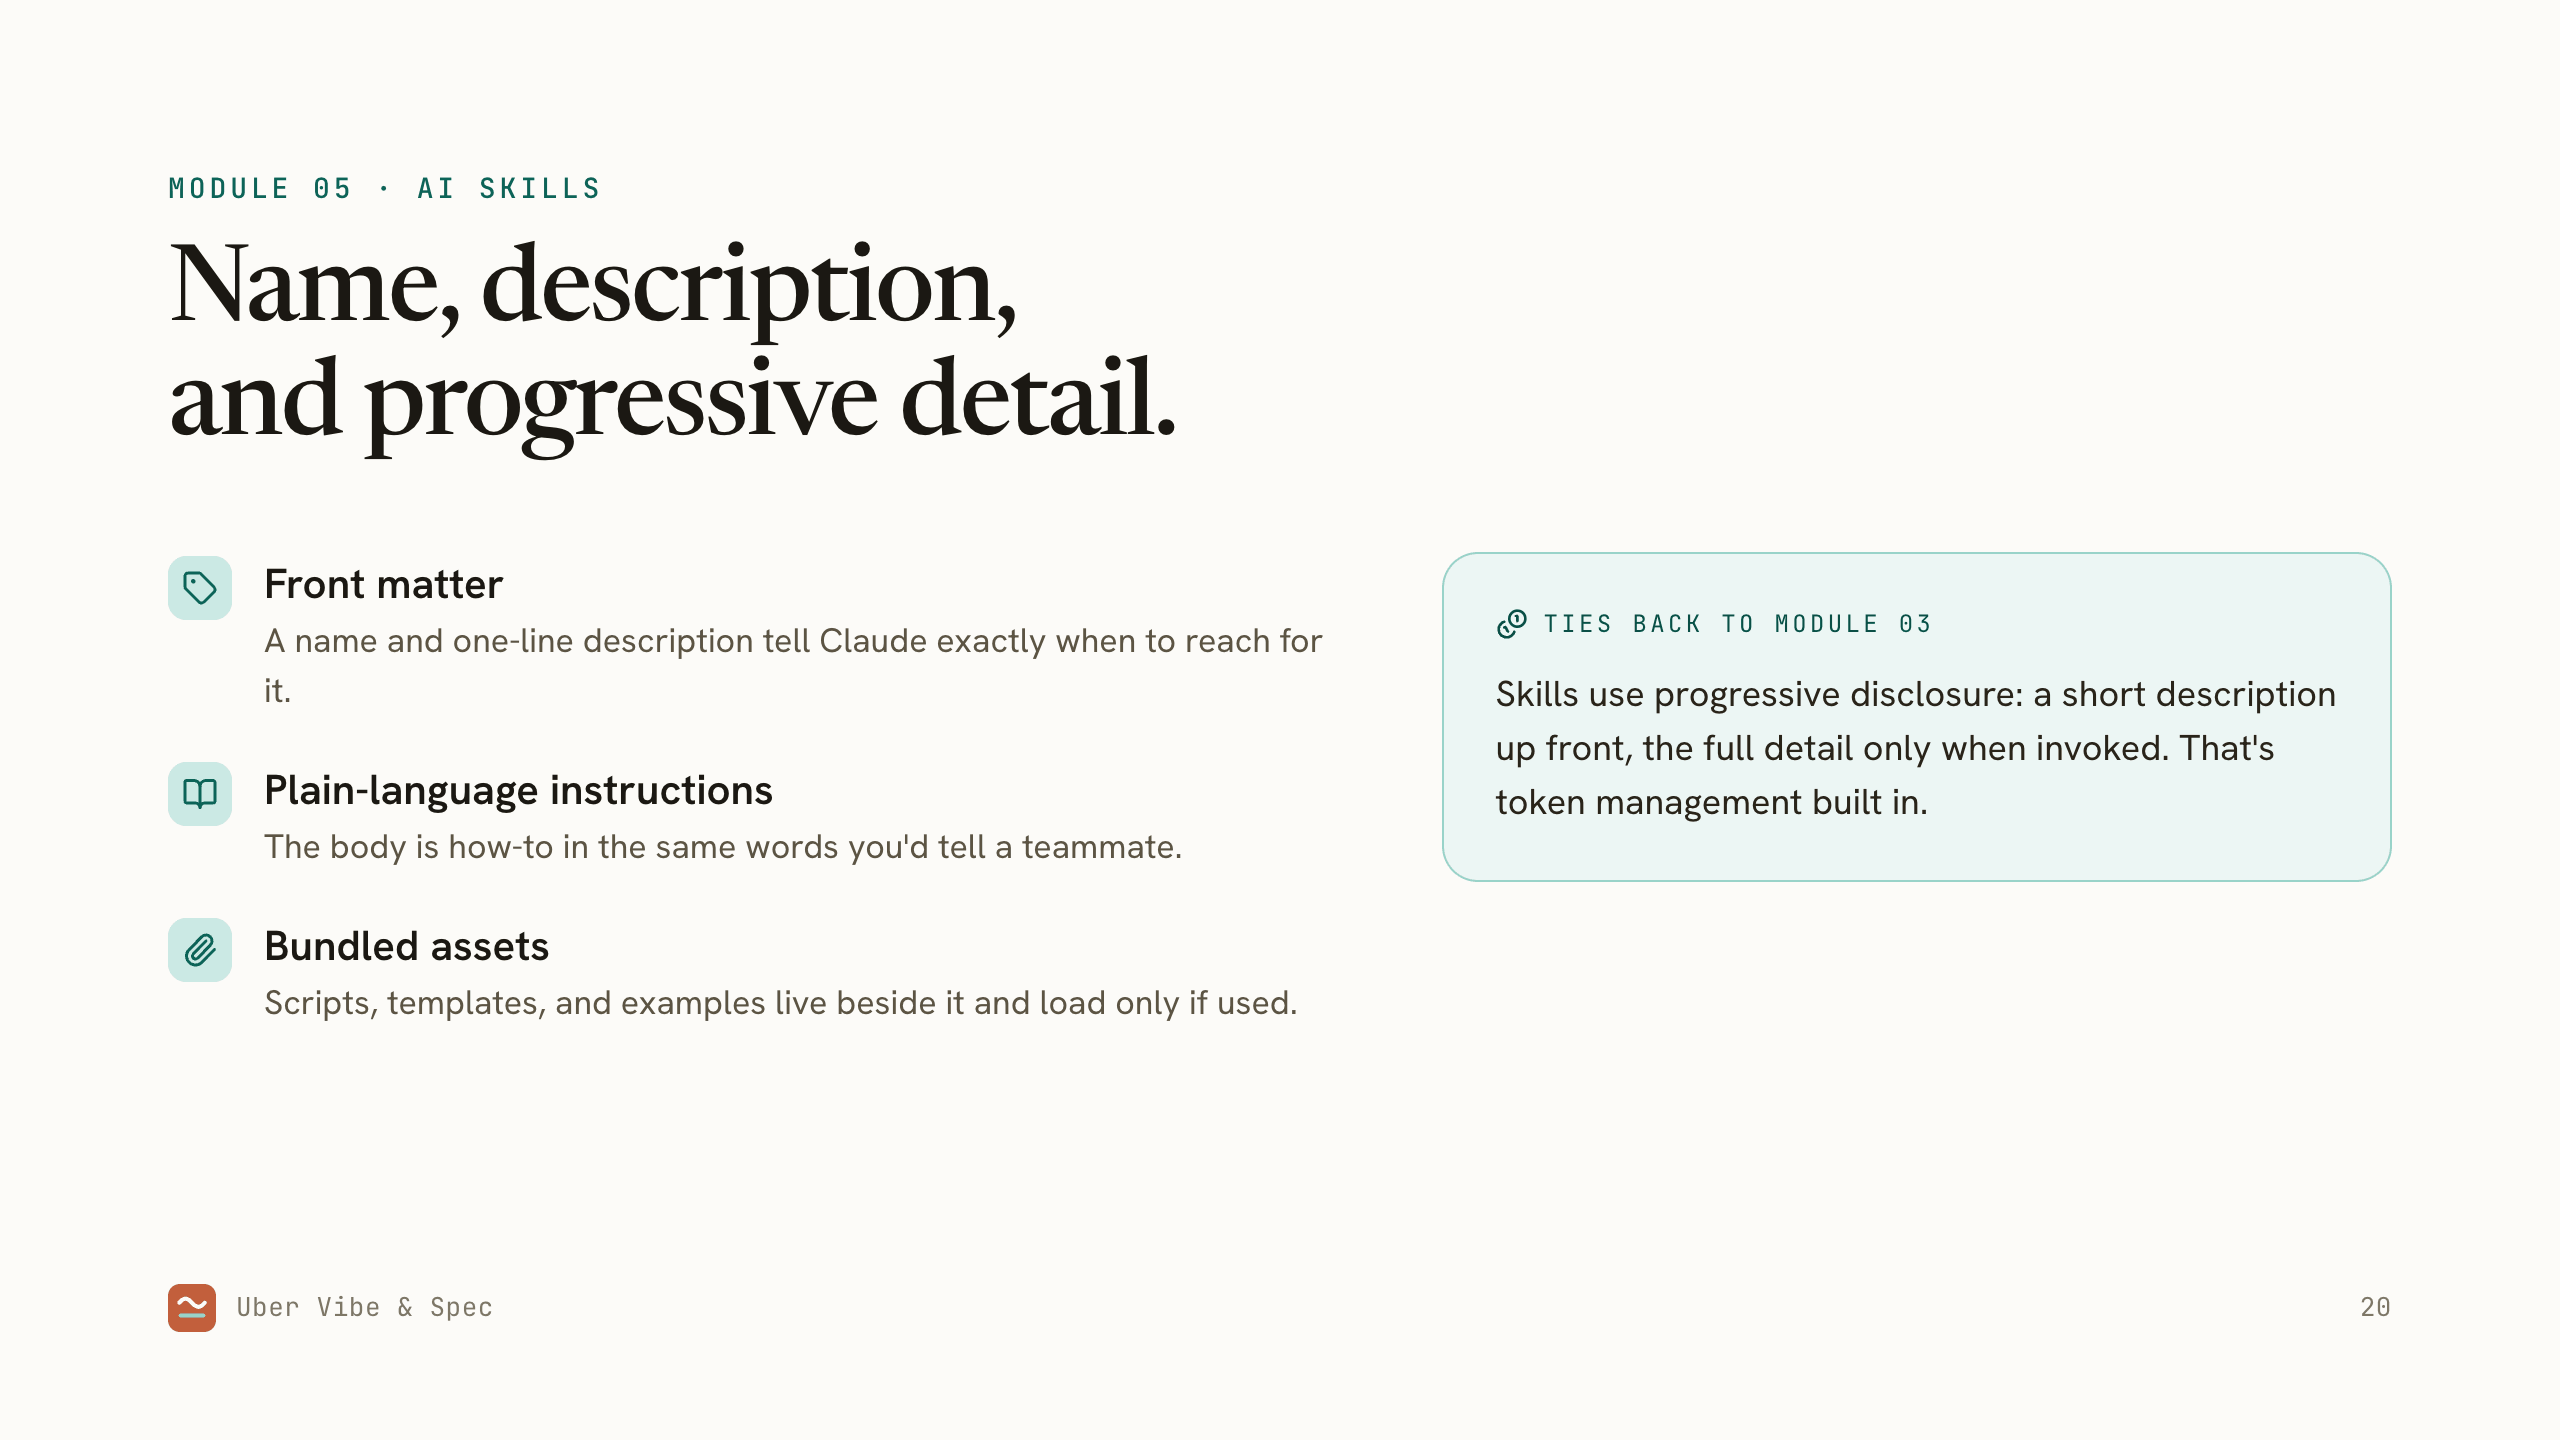 MODULE 05 · AI SKILLS
Name, description,
and progressive detail.
Front matter
A name and one-line description tell Claude exactly when to reach for
it.
Plain-language instructions
The body is how-to in the same words you'd tell a teammate.
Bundled assets
Scripts, templates, and examples live beside it and load only if used.
TIES BACK TO MODULE 03
Skills use progressive disclosure: a short description
up front, the full detail only when invoked. That's
token management built in.
Uber Vibe & Spec
20